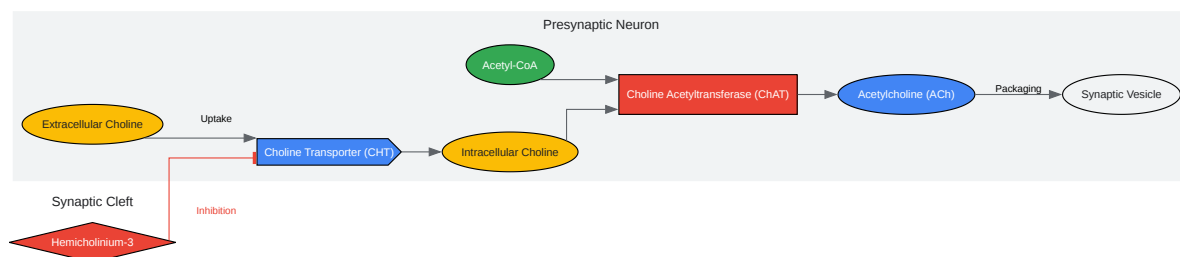 Presynaptic Neuron
Acetyl-CoA
Choline Acetyltransferase (ChAT)
Acetylcholine (ACh)
Packaging
Synaptic Vesicle
Extracellular Choline
Uptake
Choline Transporter (CHT)
Intracellular Choline
Synaptic Cleft
Inhibition
Hemicholinium-3